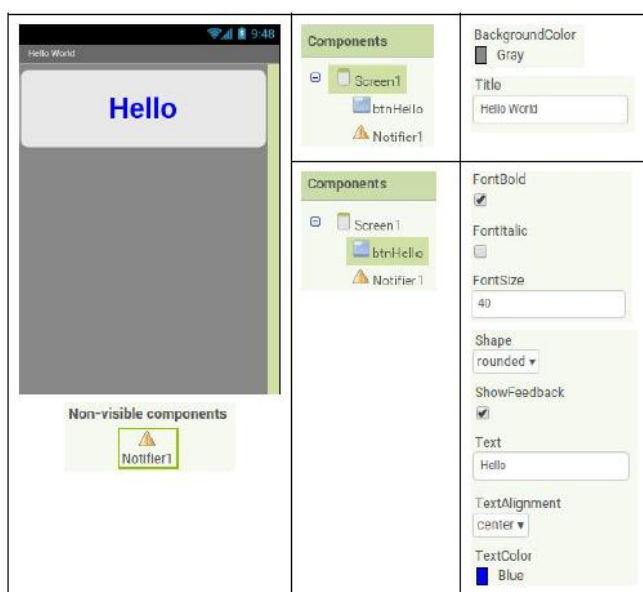 9:48
Hello World
Hello
Non-visible components
Notifier1
Components
Screen1
btnHello
Notifier1
BackgroundColor
Gray
Title
Hello World
Components
Screen1
btnHello
Notifier1
FontBold
FontItalic
FontSize
40
Shape
rounded
ShowFeedback
Text
Hello
TextAlignment
center
TextColor
Blue